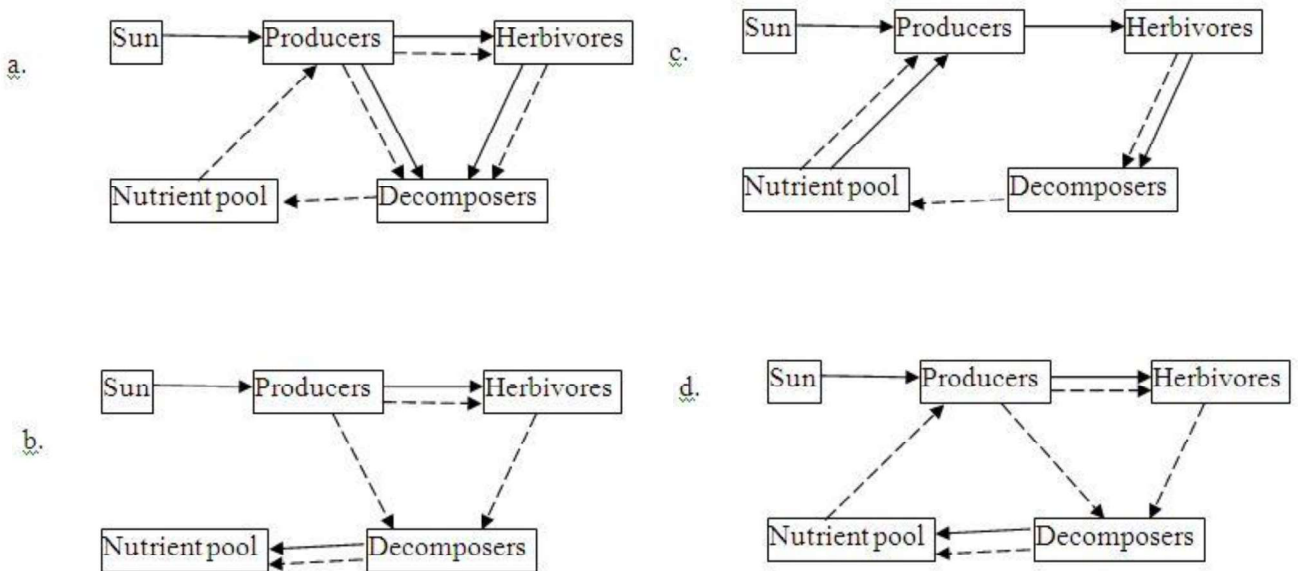 a.
Sun Producers Herbivores
Nutrient pool Decomposers
c.
Sun Producers Herbivores
Nutrient pool Decomposers
b.
Sun Producers Herbivores
Nutrient pool Decomposers
d.
Sun Producers Herbivores
Nutrient pool Decomposers